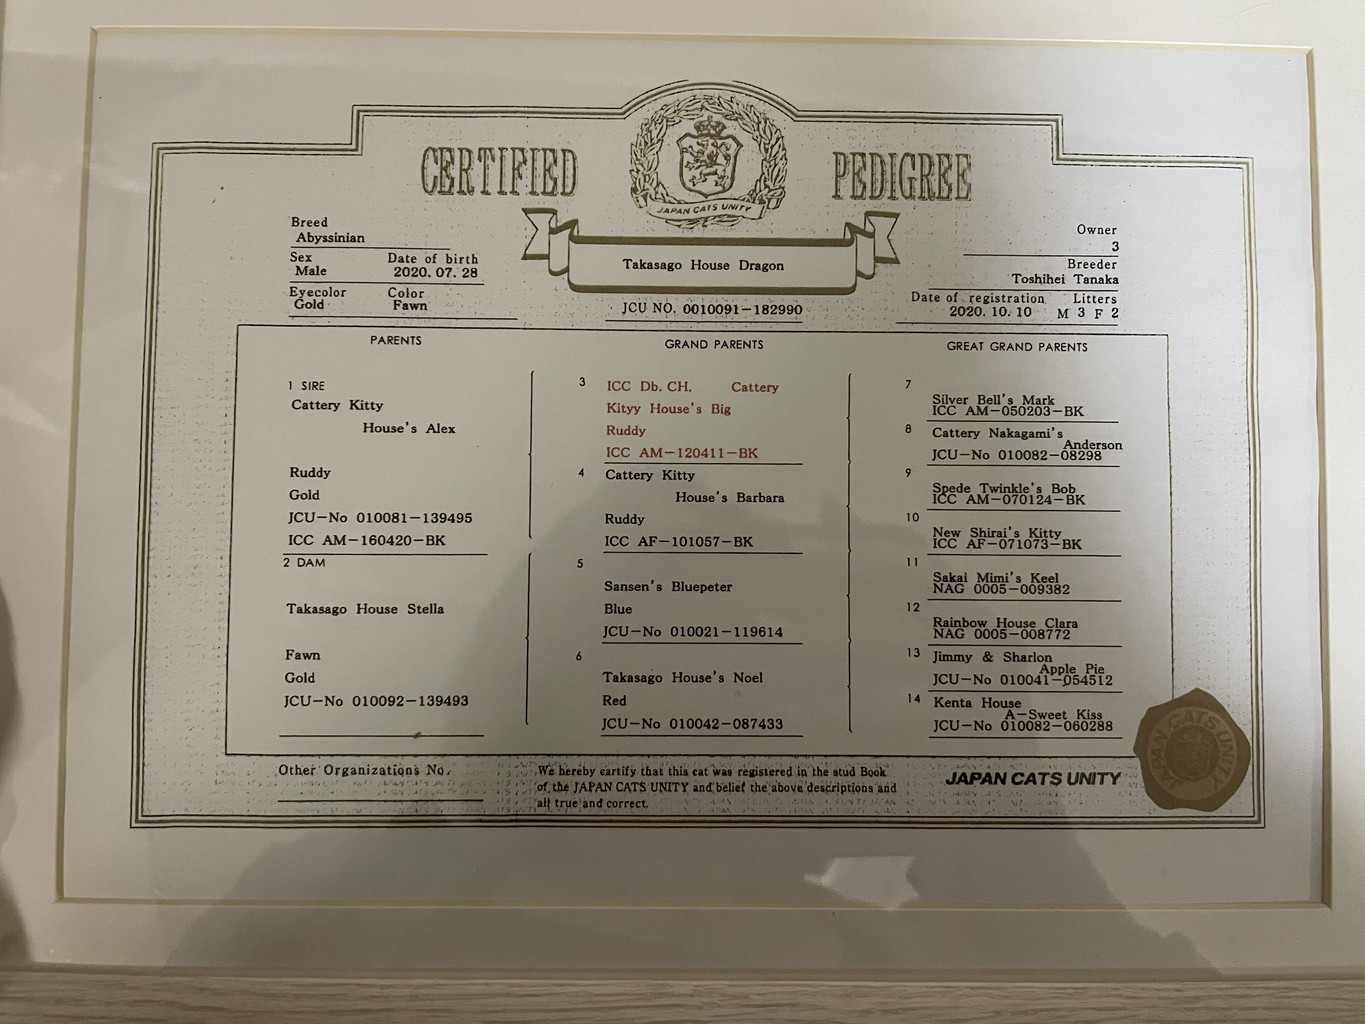 CERTIFIED PEDIGREE
JAPAN CATS UNITY
Breed
Abyssinian
Sex Date of birth
Male 2020. 07. 28
Eyecolor Color
Gold Fawn
Takasago House Dragon
JCU NO. 0010091-182990
Owner
3
Breeder
Toshihei Tanaka
Date of registration Litters
2020. 10. 10 M 3 F 2
PARENTS
1 SIRE
Cattery Kitty
House's Alex
Ruddy
Gold
JCU-No 010081-139495
ICC AM-160420-BK
2 DAM
Takasago House Stella
Fawn
Gold
JCU-No 010092-139493
GRAND PARENTS
3 ICC Db. CH. Cattery
Kityy House's Big
Ruddy
ICC AM-120411-BK
4 Cattery Kitty
House's Barbara
Ruddy
ICC AF-101057-BK
5
Sansen's Bluepeter
Blue
JCU-No 010021-119614
6
Takasago House's Noel
Red
JCU-No 010042-087433
GREAT GRAND PARENTS
7
Silver Bell's Mark
ICC AM-050203-BK
8 Cattery Nakagami's
Anderson
JCU-No 010082-08298
9
Spede Twinkle's Bob
ICC AM-070124-BK
10
New Shirai's Kitty
ICC AF-071073-BK
11
Sakai Mimi's Keel
NAG 0005-009382
12
Rainbow House Clara
NAG 0005-008772
13 Jimmy & Sharlon
Apple Pie
JCU-No 010041-054512
14 Kenta House
A-Sweet Kiss
JCU-No 010082-060288
Other Organizations No.
We hereby cartify that this cat was registered in the stud Book
of the JAPAN CATS UNITY and belief the above descriptions and
all true and correct.
JAPAN CATS UNITY
JAPAN CATS UNITY